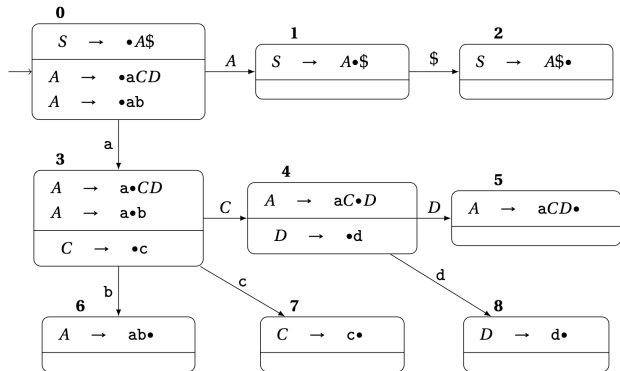 0
S → •A$
A → •aCD
A → •ab
A
1
S → A•$
$
2
S → A$•
a
3
A → a•CD
A → a•b
C → •c
C
4
A → aC•D
D → •d
D
5
A → aCD•
b
c
d
6
A → ab•
7
C → c•
8
D → d•